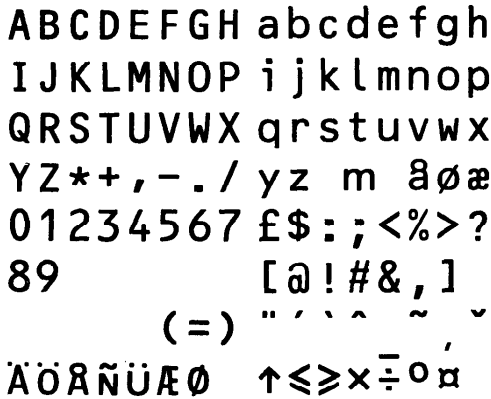 ABCDEFGH abcdefgh
IJKLMNOP ijklmnop
QRSTUVWX qrstuvwx
YZ*+,-./ yz m åøæ
01234567 £$:;<%>?
89 [@!#&,]
(=) " ´ ` ^ ~ ˇ
ÄÖÅÑÜÆØ ↑≤≥×÷°¤